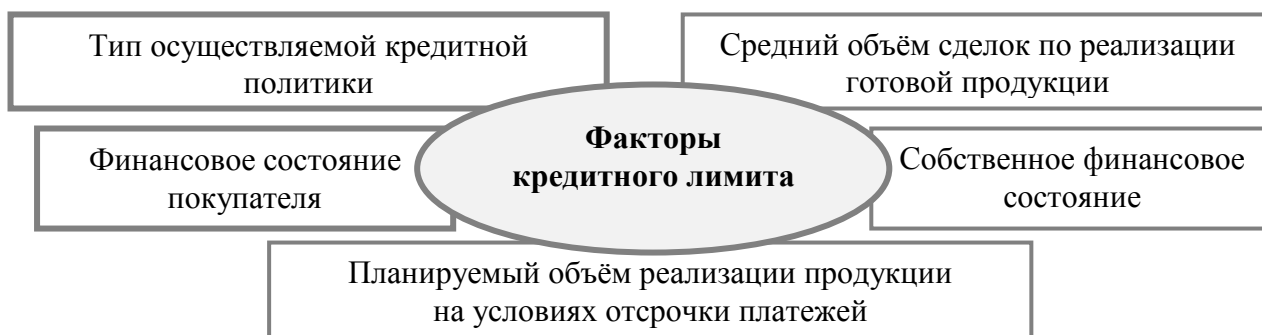 Тип осуществляемой кредитной
политики
Средний объём сделок по реализации
готовой продукции
Факторы
кредитного лимита
Финансовое состояние
покупателя
Собственное финансовое
состояние
Планируемый объём реализации продукции
на условиях отсрочки платежей